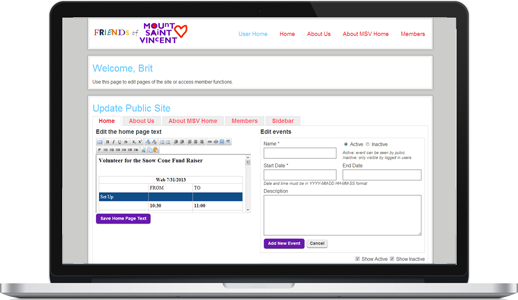 FRIENDS of MOUNT SAINT VINCENT
User Home Home About Us About MSV Home Members
Welcome, Brit
Use this page to edit pages of the site or access member functions.
Update Public Site
Home About Us About MSV Home Members Sidebar
Edit the home page text
Volunteer for the Snow Cone Fund Raiser
Web 7/31/2013
FROM TO
Set Up
10:30 11:00
Save Home Page Text
Edit events
Name *
Active Inactive
Active: event can be seen by public
Inactive: only visible by logged in users
Start Date * End Date
Date and time must be in YYYY-MM-DD HH:MM:SS format
Description
Add New Event Cancel
Show Active Show Inactive